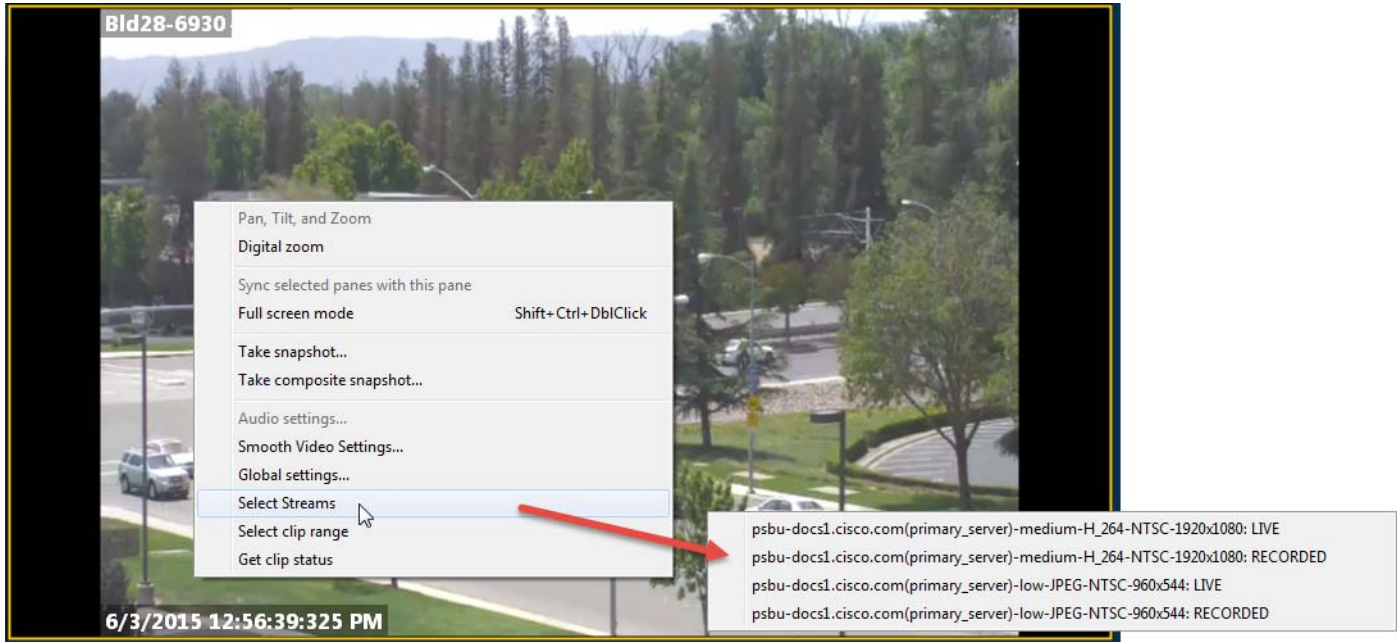 Bld28-6930
Pan, Tilt, and Zoom
Digital zoom
Sync selected panes with this pane
Full screen mode Shift+Ctrl+DblClick
Take snapshot...
Take composite snapshot...
Audio settings...
Smooth Video Settings...
Global settings...
Select Streams
Select clip range
Get clip status
psbu-docs1.cisco.com(primary_server)-medium-H_264-NTSC-1920x1080: LIVE
psbu-docs1.cisco.com(primary_server)-medium-H_264-NTSC-1920x1080: RECORDED
psbu-docs1.cisco.com(primary_server)-low-JPEG-NTSC-960x544: LIVE
psbu-docs1.cisco.com(primary_server)-low-JPEG-NTSC-960x544: RECORDED
6/3/2015 12:56:39:325 PM